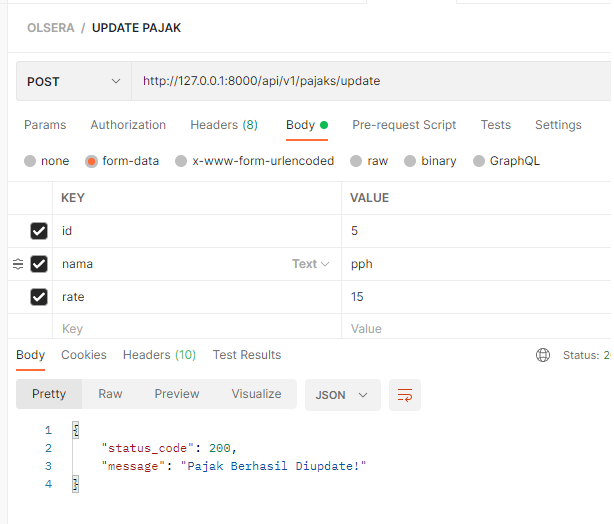 OLSERA / UPDATE PAJAK
POST http://127.0.0.1:8000/api/v1/pajaks/update
Params Authorization Headers (8) Body Pre-request Script Tests Settings
none form-data x-www-form-urlencoded raw binary GraphQL
KEY VALUE
id 5
nama Text pph
rate 15
Key Value
Body Cookies Headers (10) Test Results Status: 2
Pretty Raw Preview Visualize JSON
1 {
2 "status_code": 200,
3 "message": "Pajak Berhasil Diupdate!"
4 }